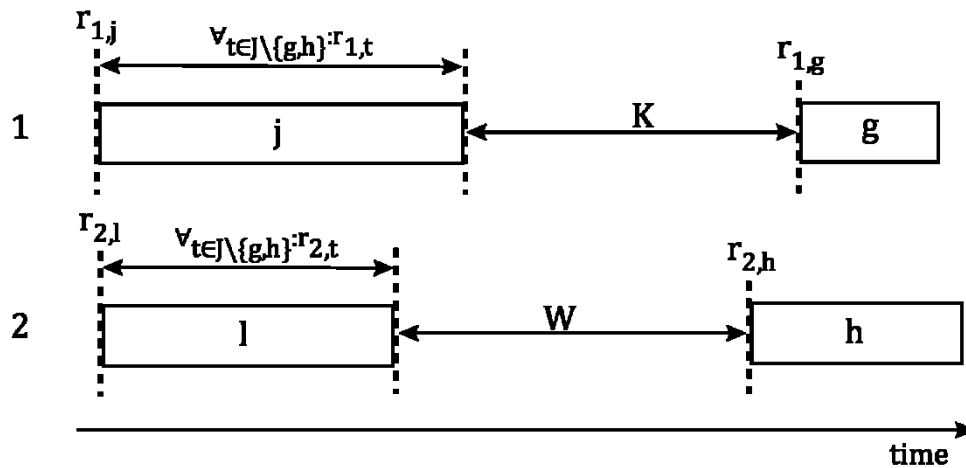 r1,j
∀t∈J\{g,h}:r1,t
r1,g
1
j
K
g
r2,l
∀t∈J\{g,h}:r2,t
r2,h
2
l
W
h
time